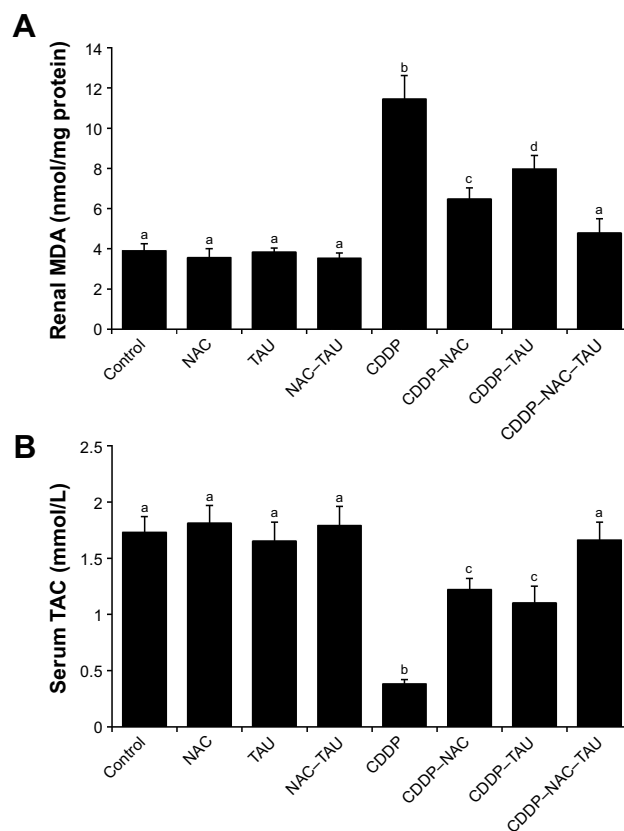 A
Renal MDA (nmol/mg protein)
14
12
10
8
6
4
2
0
a
a
a
a
b
c
d
a
Control
NAC
TAU
NAC–TAU
CDDP
CDDP–NAC
CDDP–TAU
CDDP–NAC–TAU
B
Serum TAC (mmol/L)
2.5
2
1.5
1
0.5
0
a
a
a
a
b
c
c
a
Control
NAC
TAU
NAC–TAU
CDDP
CDDP–NAC
CDDP–TAU
CDDP–NAC–TAU